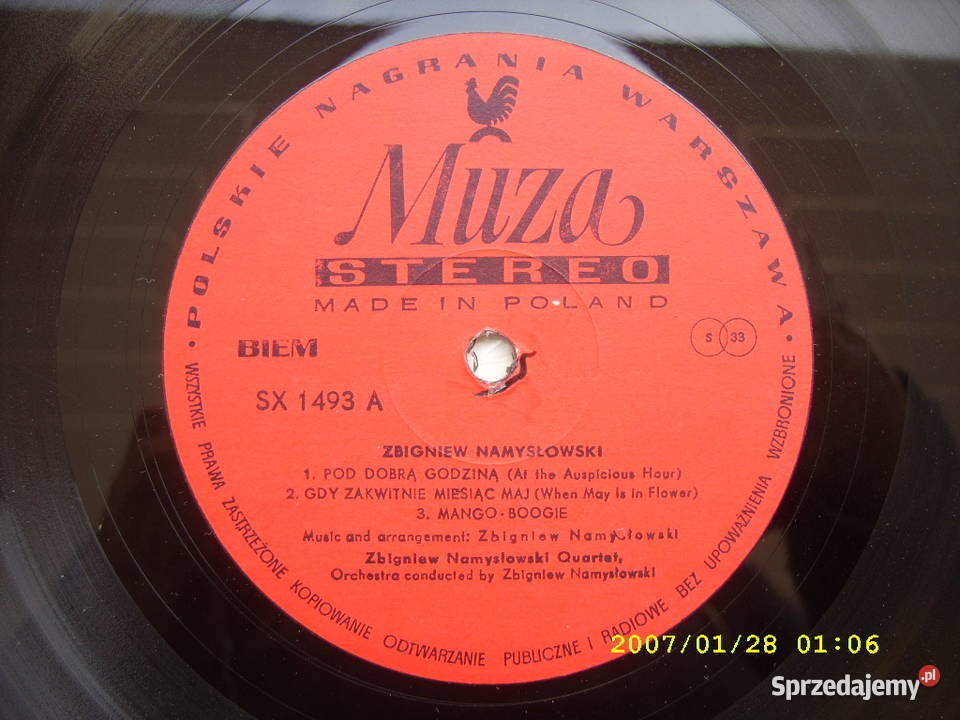 • POLSKIE NAGRANIA WARSZAWA •
Muza
STEREO
MADE IN POLAND
BIEM
S 33
SX 1493 A
ZBIGNIEW NAMYSŁOWSKI
1. POD DOBRĄ GODZINĄ (At the Auspicious Hour)
2. GDY ZAKWITNIE MIESIĄC MAJ (When May is in Flower)
3. MANGO-BOOGIE
Music and arrangement: Zbigniew Namysłowski
Zbigniew Namysłowski Quartet,
Orchestra conducted by Zbigniew Namysłowski
WSZYSTKIE PRAWA ZASTRZEŻONE KOPIOWANIE ODTWARZANIE PUBLICZNE I RADIOWE BEZ UPOWAŻNIENIA WZBRONIONE
2007/01/28 01:06
Sprzedajemy.pl